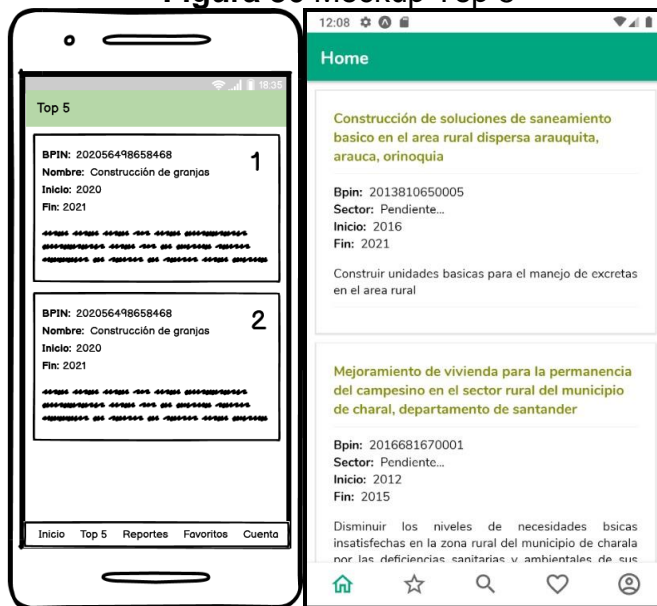 Figura 38 Mockup Top 5
18:35
Top 5
BPIN: 202056498658468
1
Nombre: Construcción de granjas
Inicio: 2020
Fin: 2021
BPIN: 202056498658468
2
Nombre: Construcción de granjas
Inicio: 2020
Fin: 2021
Inicio Top 5 Reportes Favoritos Cuenta
12:08
Home
Construcción de soluciones de saneamiento
basico en el area rural dispersa arauquita,
arauca, orinoquia
Bpin: 2013810650005
Sector: Pendiente...
Inicio: 2016
Fin: 2021
Construir unidades basicas para el manejo de excretas
en el area rural
Mejoramiento de vivienda para la permanencia
del campesino en el sector rural del municipio
de charal, departamento de santander
Bpin: 2016681670001
Sector: Pendiente...
Inicio: 2012
Fin: 2015
Disminuir los niveles de necesidades bsicas
insatisfechas en la zona rural del municipio de charala
por las deficiencias sanitarias y ambientales de sus